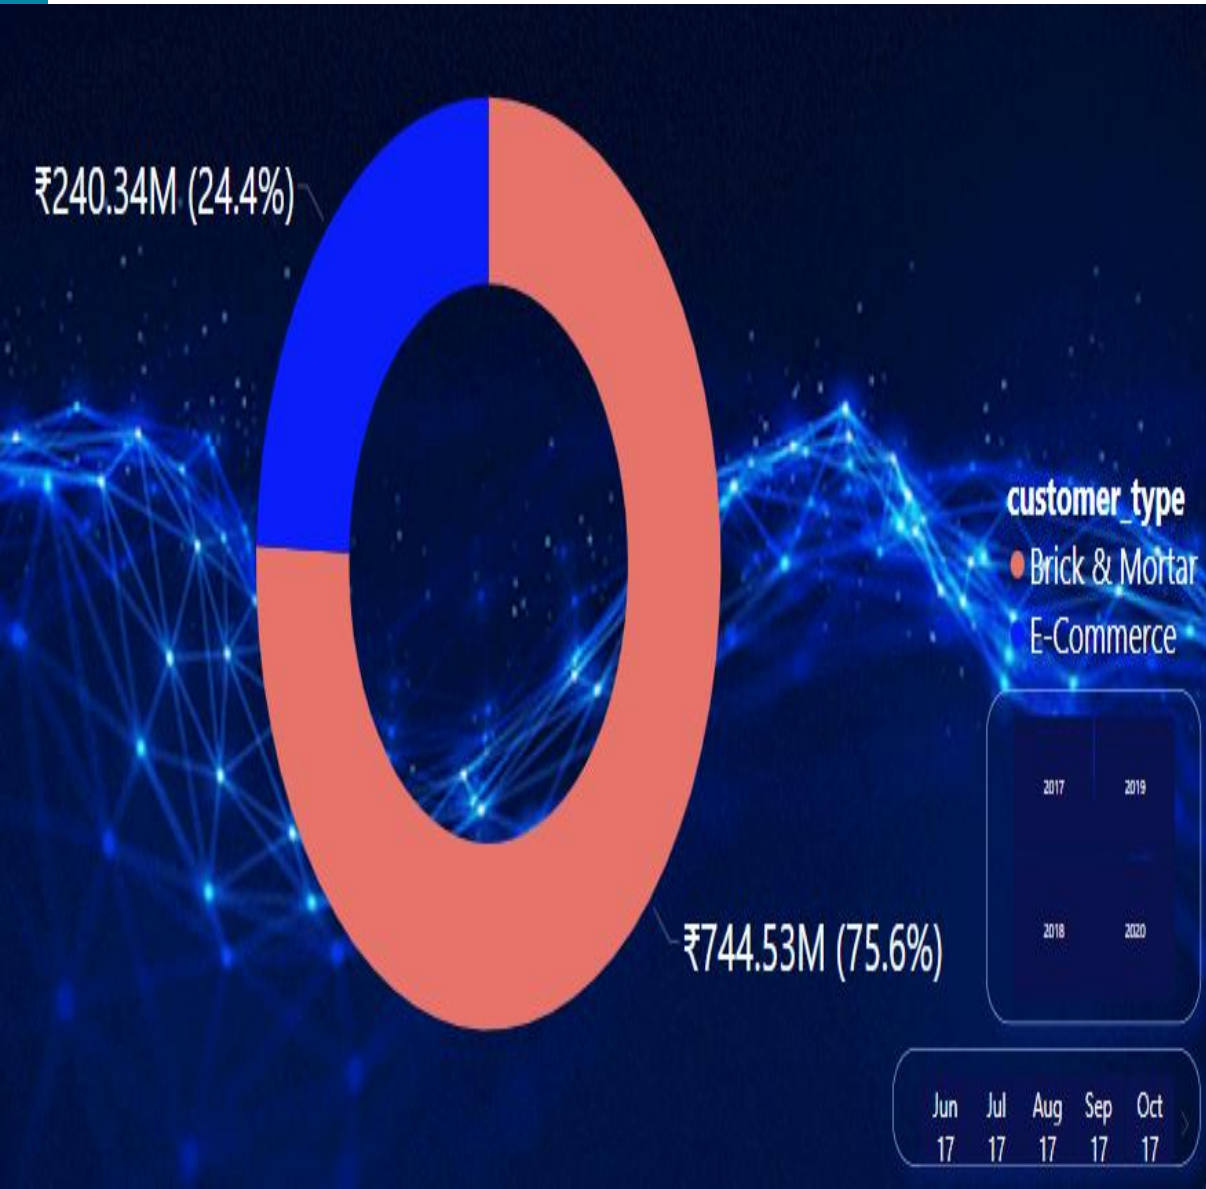 ₹240.34M (24.4%)
customer_type
Brick & Mortar
E-Commerce
2017 2019
₹744.53M (75.6%)
2018 2020
Jun Jul Aug Sep Oct
17 17 17 17 17